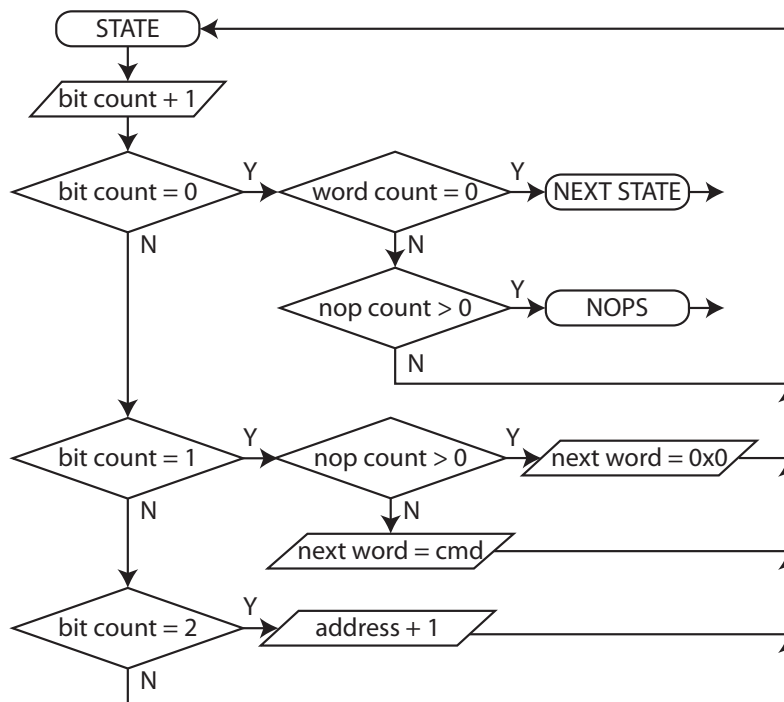 STATE
bit count + 1
bit count = 0
Y
word count = 0
Y
NEXT STATE
N
N
nop count > 0
Y
NOPS
N
bit count = 1
Y
nop count > 0
Y
next word = 0x0
N
N
next word = cmd
bit count = 2
Y
address + 1
N